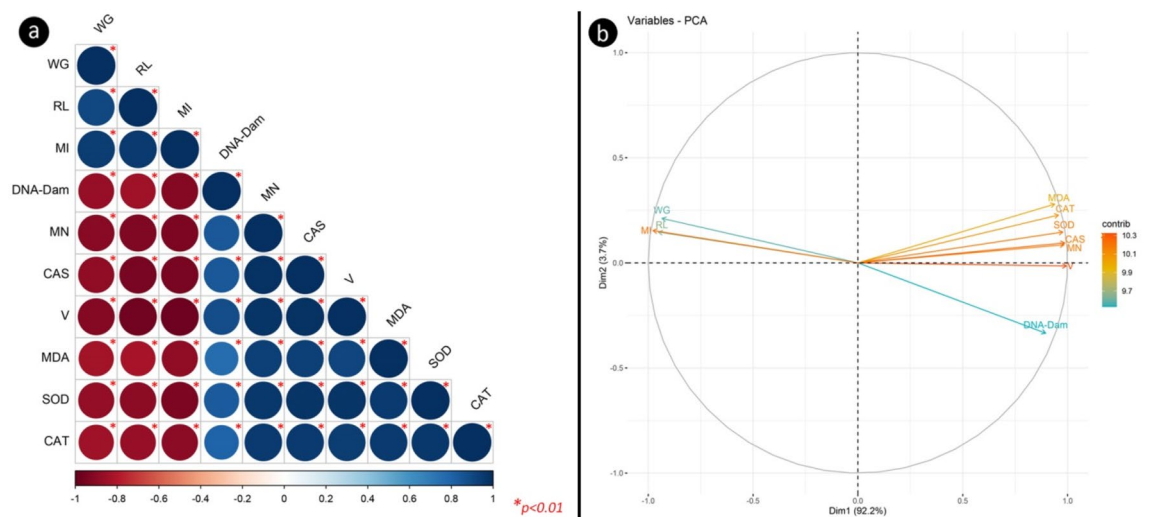 a
WG
RL
MI
DNA-Dam
MN
CAS
V
MDA
SOD
CAT
WG
RL
MI
DNA-Dam
MN
CAS
V
MDA
SOD
CAT
-1 -0.8 -0.6 -0.4 -0.2 0 0.2 0.4 0.6 0.8 1
*p<0.01
b
Variables - PCA
1.0
0.5
0.0
-0.5
-1.0
Dim2 (3.7%)
WG
RL
MI
MDA
CAT
SOD
CAS
MN
V
DNA-Dam
-1.0 -0.5 0.0 0.5 1.0
Dim1 (92.2%)
contrib
10.3
10.1
9.9
9.7